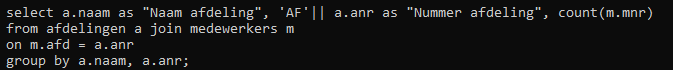 select a.naam as "Naam afdeling", 'AF'|| a.anr as "Nummer afdeling", count(m.mnr)
from afdelingen a join medewerkers m
on m.afd = a.anr
group by a.naam, a.anr;